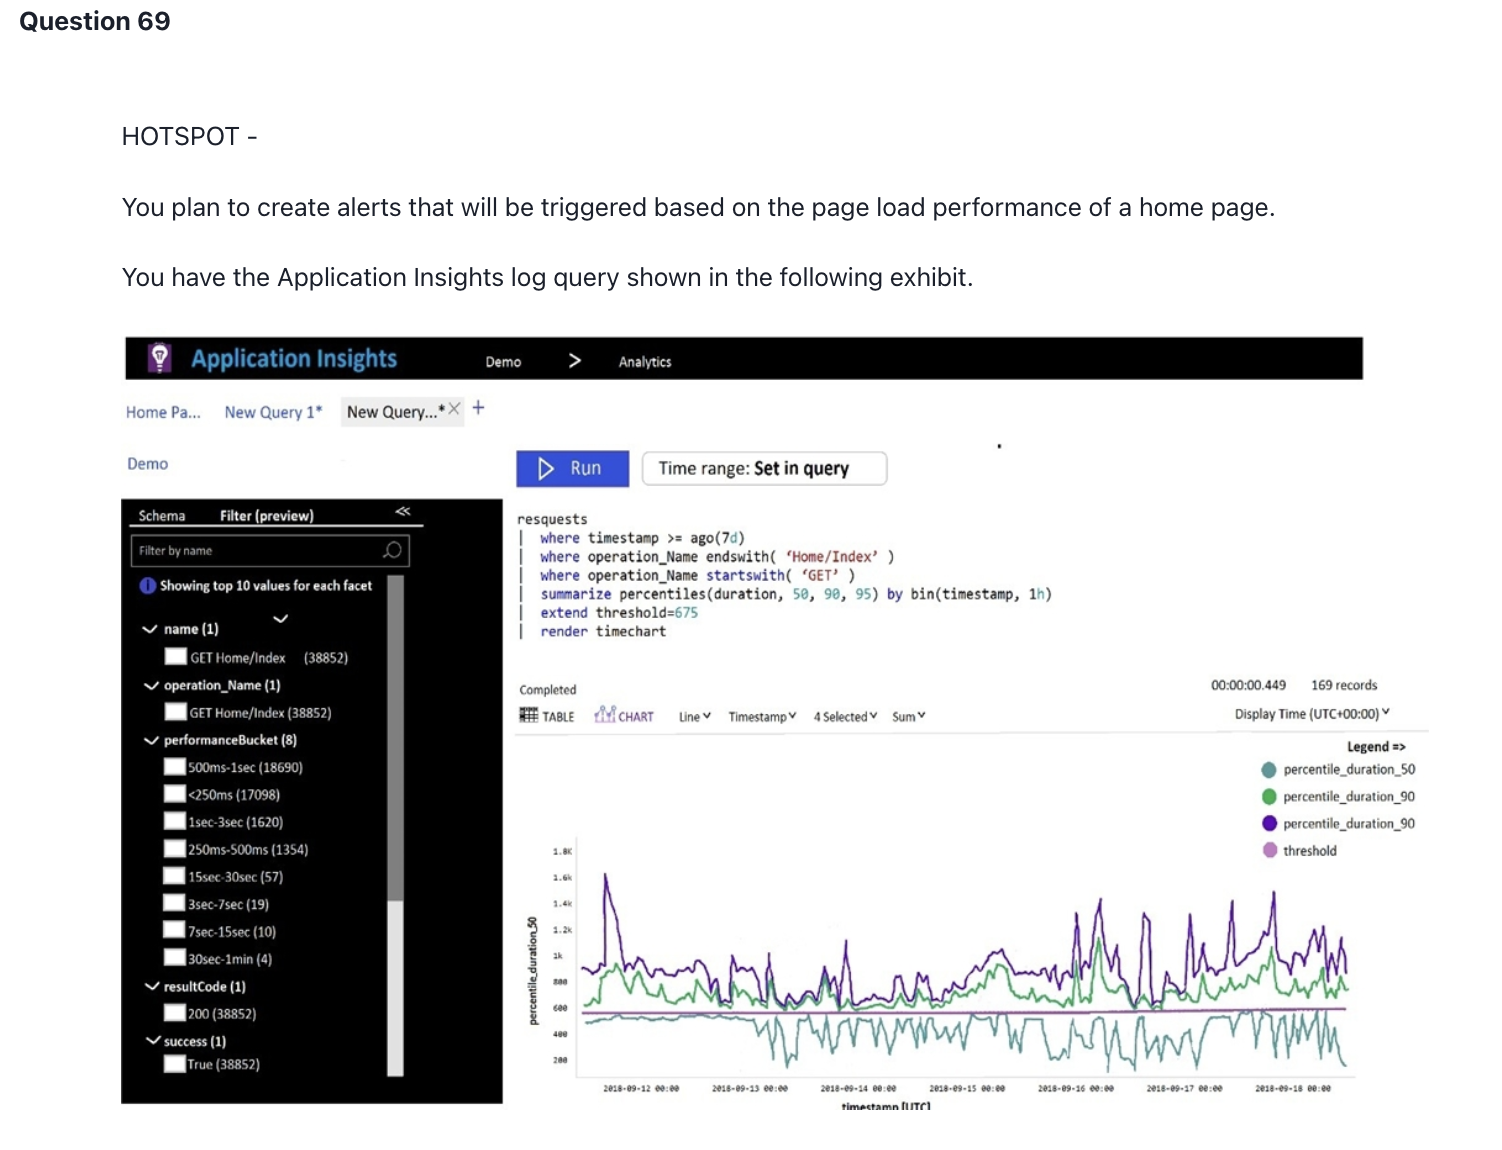 Question 69
HOTSPOT -
You plan to create alerts that will be triggered based on the page load performance of a home page.
You have the Application Insights log query shown in the following exhibit.
Application Insights Demo > Analytics
Home Pa... New Query 1* New Query...* × +
Demo
Run Time range: Set in query
Schema Filter (preview) «
Filter by name
Showing top 10 values for each facet
name (1)
GET Home/Index (38852)
operation_Name (1)
GET Home/Index (38852)
performanceBucket (8)
500ms-1sec (18690)
<250ms (17098)
1sec-3sec (1620)
250ms-500ms (1354)
15sec-30sec (57)
3sec-7sec (19)
7sec-15sec (10)
30sec-1min (4)
resultCode (1)
200 (38852)
success (1)
True (38852)
resquests
| where timestamp >= ago(7d)
| where operation_Name endswith( ‘Home/Index’ )
| where operation_Name startswith( ‘GET’ )
| summarize percentiles(duration, 50, 90, 95) by bin(timestamp, 1h)
| extend threshold=675
| render timechart
Completed 00:00:00.449 169 records
TABLE CHART Line Timestamp 4 Selected Sum Display Time (UTC+00:00)
Legend =>
percentile_duration_50
percentile_duration_90
percentile_duration_90
threshold
percentile_duration_50
1.8K
1.6k
1.4k
1.2k
1k
800
600
400
200
2018-09-12 00:00 2018-09-13 00:00 2018-09-14 00:00 2018-09-15 00:00 2018-09-16 00:00 2018-09-17 00:00 2018-09-18 00:00
timestamp [UTC]